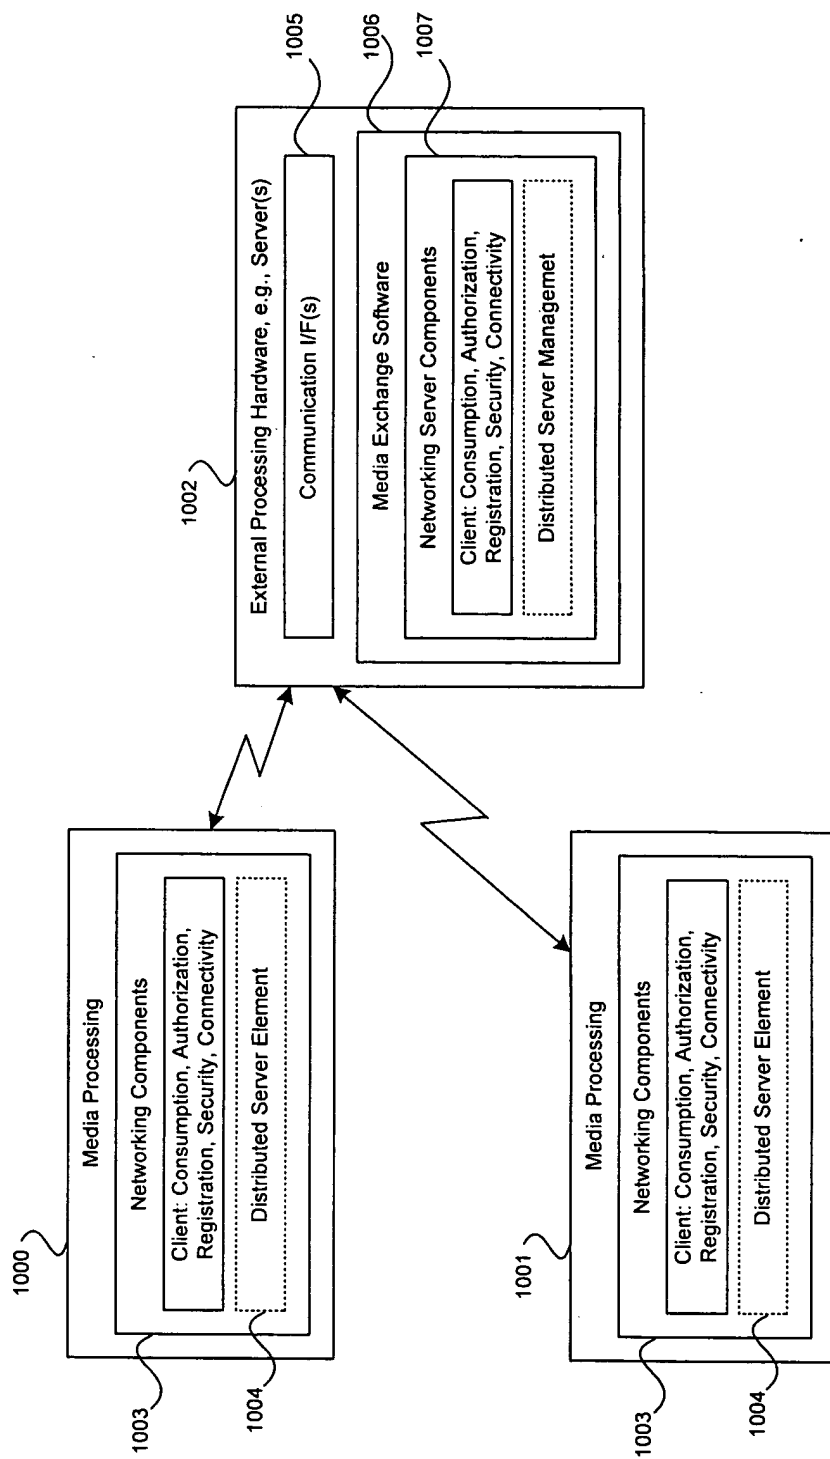 1000
Media Processing
Networking Components
Client: Consumption, Authorization,
Registration, Security, Connectivity
Distributed Server Element
1003
1004
1002
External Processing Hardware, e.g., Server(s)
Communication I/F(s)
Media Exchange Software
Networking Server Components
Client: Consumption, Authorization,
Registration, Security, Connectivity
Distributed Server Managemet
1005
1006
1007
1001
Media Processing
Networking Components
Client: Consumption, Authorization,
Registration, Security, Connectivity
Distributed Server Element
1003
1004